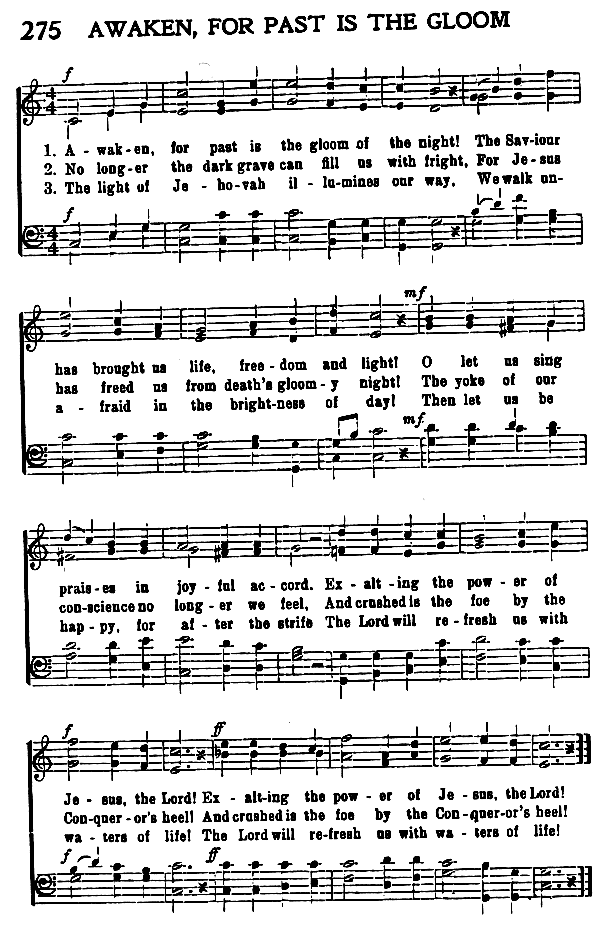 275 AWAKEN, FOR PAST IS THE GLOOM
f
4
4
1. A - wak - en, for past is the gloom of the night! The Sav - iour
2. No long - er the dark grave can fill us with fright, For Je - sus
3. The light of Je - ho - vah il - lu - mines our way, We walk un-
f
4
4
mf
has brought us life, free - dom and light! O let us sing
has freed us from death's gloom - y night! The yoke of our
a - fraid in the bright - ness of day! Then let us be
mf
prais - es in joy - ful ac - cord. Ex - alt - ing the pow - er of
con - science no long - er we feel, And crushed is the foe by the
hap - py, for af - ter the strife The Lord will re - fresh us with
f ff
Je - sus, the Lord! Ex - alt - ing the pow - er of Je - sus, the Lord!
Con - quer - or's heel! And crushed is the foe by the Con - quer - or's heel!
wa - ters of life! The Lord will re - fresh us with wa - ters of life!
f ff